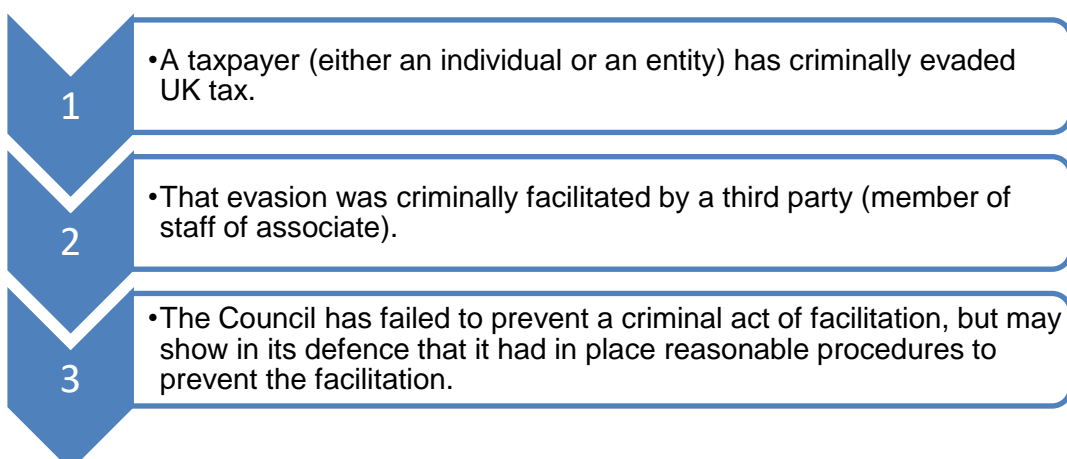 1
•A taxpayer (either an individual or an entity) has criminally evaded
UK tax.
2
•That evasion was criminally facilitated by a third party (member of
staff of associate).
3
•The Council has failed to prevent a criminal act of facilitation, but may
show in its defence that it had in place reasonable procedures to
prevent the facilitation.